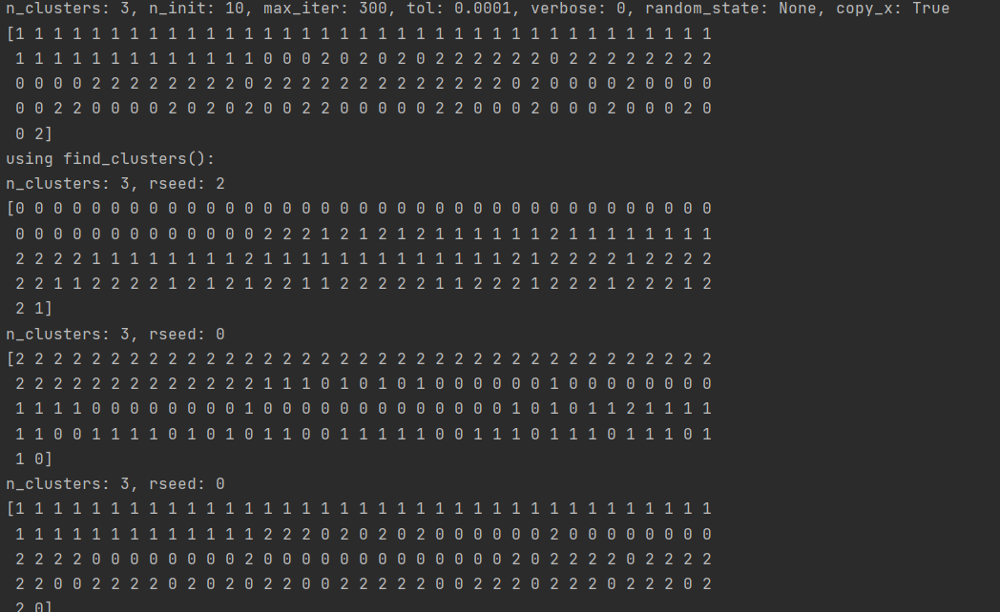 n_clusters: 3, n_init: 10, max_iter: 300, tol: 0.0001, verbose: 0, random_state: None, copy_x: True
[1 1 1 1 1 1 1 1 1 1 1 1 1 1 1 1 1 1 1 1 1 1 1 1 1 1 1 1 1 1 1 1 1 1 1 1 1
1 1 1 1 1 1 1 1 1 1 1 1 1 0 0 0 2 0 2 0 2 0 2 2 2 2 2 2 0 2 2 2 2 2 2 2 2
0 0 0 0 2 2 2 2 2 2 2 2 0 2 2 2 2 2 2 2 2 2 2 2 2 2 0 2 0 0 0 0 2 0 0 0 0
0 0 2 2 0 0 0 0 2 0 2 0 2 0 0 2 2 0 0 0 0 0 2 2 0 0 0 2 0 0 0 2 0 0 0 2 0
0 2]
using find_clusters():
n_clusters: 3, rseed: 2
[0 0 0 0 0 0 0 0 0 0 0 0 0 0 0 0 0 0 0 0 0 0 0 0 0 0 0 0 0 0 0 0 0 0 0 0 0
0 0 0 0 0 0 0 0 0 0 0 0 0 2 2 2 1 2 1 2 1 2 1 1 1 1 1 1 2 1 1 1 1 1 1 1 1
2 2 2 2 1 1 1 1 1 1 1 1 2 1 1 1 1 1 1 1 1 1 1 1 1 1 2 1 2 2 2 2 1 2 2 2 2
2 2 1 1 2 2 2 2 1 2 1 2 1 2 2 1 1 2 2 2 2 2 1 1 2 2 2 1 2 2 2 1 2 2 2 1 2
2 1]
n_clusters: 3, rseed: 0
[2 2 2 2 2 2 2 2 2 2 2 2 2 2 2 2 2 2 2 2 2 2 2 2 2 2 2 2 2 2 2 2 2 2 2 2 2
2 2 2 2 2 2 2 2 2 2 2 2 2 1 1 1 0 1 0 1 0 1 0 0 0 0 0 0 1 0 0 0 0 0 0 0 0
1 1 1 1 0 0 0 0 0 0 0 0 1 0 0 0 0 0 0 0 0 0 0 0 0 0 1 0 1 0 1 1 2 1 1 1 1
1 1 0 0 1 1 1 1 0 1 0 1 0 1 1 0 0 1 1 1 1 1 0 0 1 1 1 0 1 1 1 0 1 1 1 0 1
1 0]
n_clusters: 3, rseed: 0
[1 1 1 1 1 1 1 1 1 1 1 1 1 1 1 1 1 1 1 1 1 1 1 1 1 1 1 1 1 1 1 1 1 1 1 1 1
1 1 1 1 1 1 1 1 1 1 1 1 1 2 2 2 0 2 0 2 0 2 0 0 0 0 0 0 2 0 0 0 0 0 0 0 0
2 2 2 2 0 0 0 0 0 0 0 0 2 0 0 0 0 0 0 0 0 0 0 0 0 0 2 0 2 2 2 2 0 2 2 2 2
2 2 0 0 2 2 2 2 0 2 0 2 0 2 2 0 0 2 2 2 2 2 0 0 2 2 2 0 2 2 2 0 2 2 2 0 2
2 0]